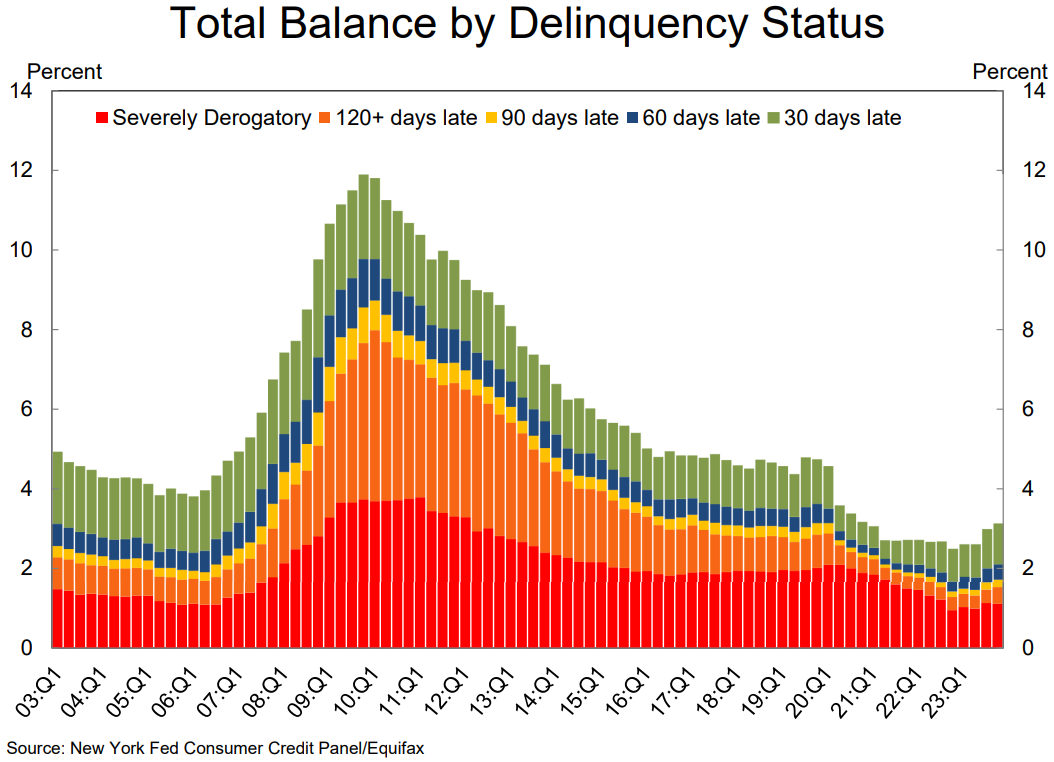 Total Balance by Delinquency Status
Percent Percent
Severely Derogatory 120+ days late 90 days late 60 days late 30 days late
14 14
12 12
10 10
8 8
6 6
4 4
2 2
0 0
03:Q1 04:Q1 05:Q1 06:Q1 07:Q1 08:Q1 09:Q1 10:Q1 11:Q1 12:Q1 13:Q1 14:Q1 15:Q1 16:Q1 17:Q1 18:Q1 19:Q1 20:Q1 21:Q1 22:Q1 23:Q1
Source: New York Fed Consumer Credit Panel/Equifax